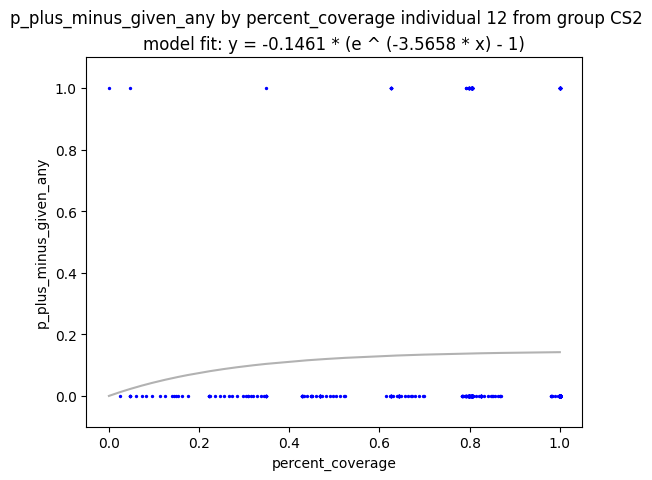 p_plus_minus_given_any by percent_coverage individual 12 from group CS2
model fit: y = -0.1461 * (e ^ (-3.5658 * x) - 1)
1.0
0.8
0.6
0.4
0.2
0.0
p_plus_minus_given_any
0.0 0.2 0.4 0.6 0.8 1.0
percent_coverage